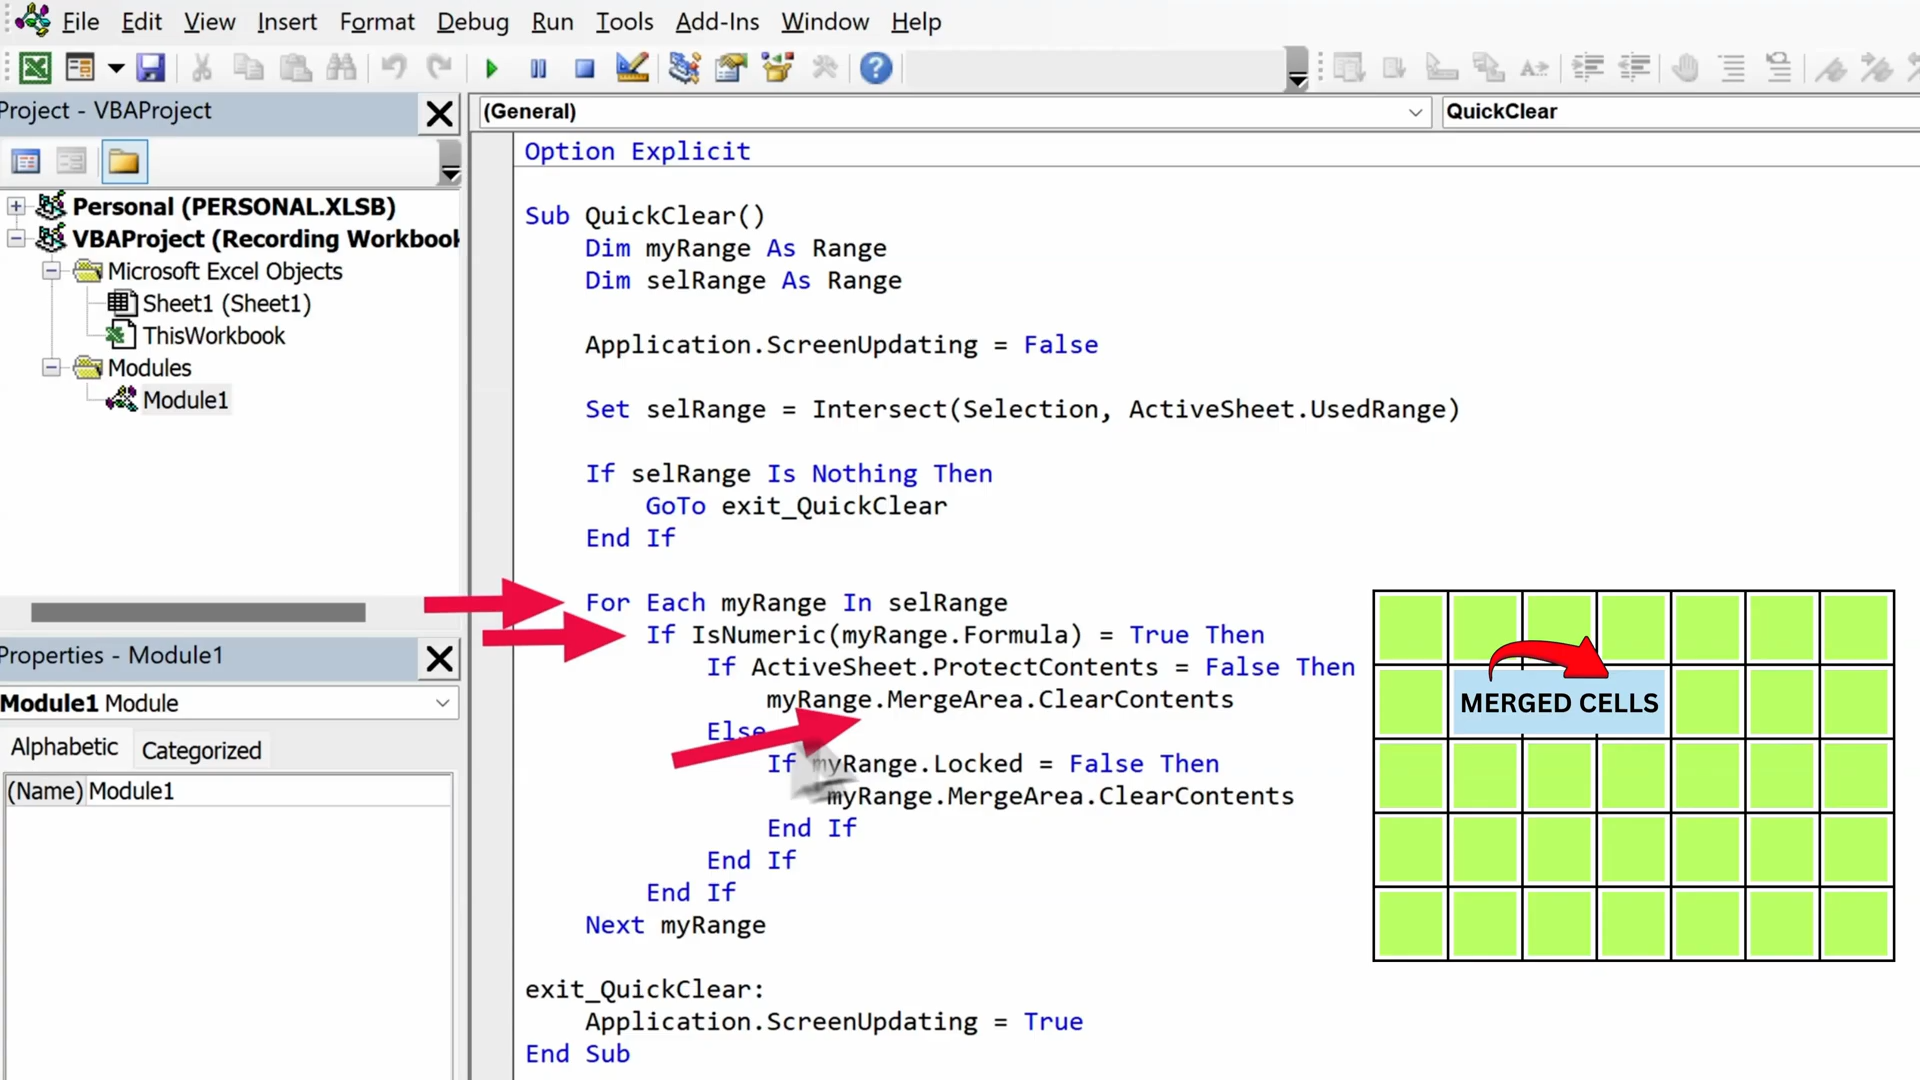 File Edit View Insert Format Debug Run Tools Add-Ins Window Help
Project - VBAProject
Personal (PERSONAL.XLSB)
VBAProject (Recording Workbook
Microsoft Excel Objects
Sheet1 (Sheet1)
ThisWorkbook
Modules
Module1
Properties - Module1
Module1 Module
Alphabetic Categorized
(Name) Module1
(General) QuickClear
Option Explicit
Sub QuickClear()
Dim myRange As Range
Dim selRange As Range
Application.ScreenUpdating = False
Set selRange = Intersect(Selection, ActiveSheet.UsedRange)
If selRange Is Nothing Then
GoTo exit_QuickClear
End If
For Each myRange In selRange
If IsNumeric(myRange.Formula) = True Then
If ActiveSheet.ProtectContents = False Then
myRange.MergeArea.ClearContents
Else
If myRange.Locked = False Then
myRange.MergeArea.ClearContents
End If
End If
End If
Next myRange
exit_QuickClear:
Application.ScreenUpdating = True
End Sub
MERGED CELLS